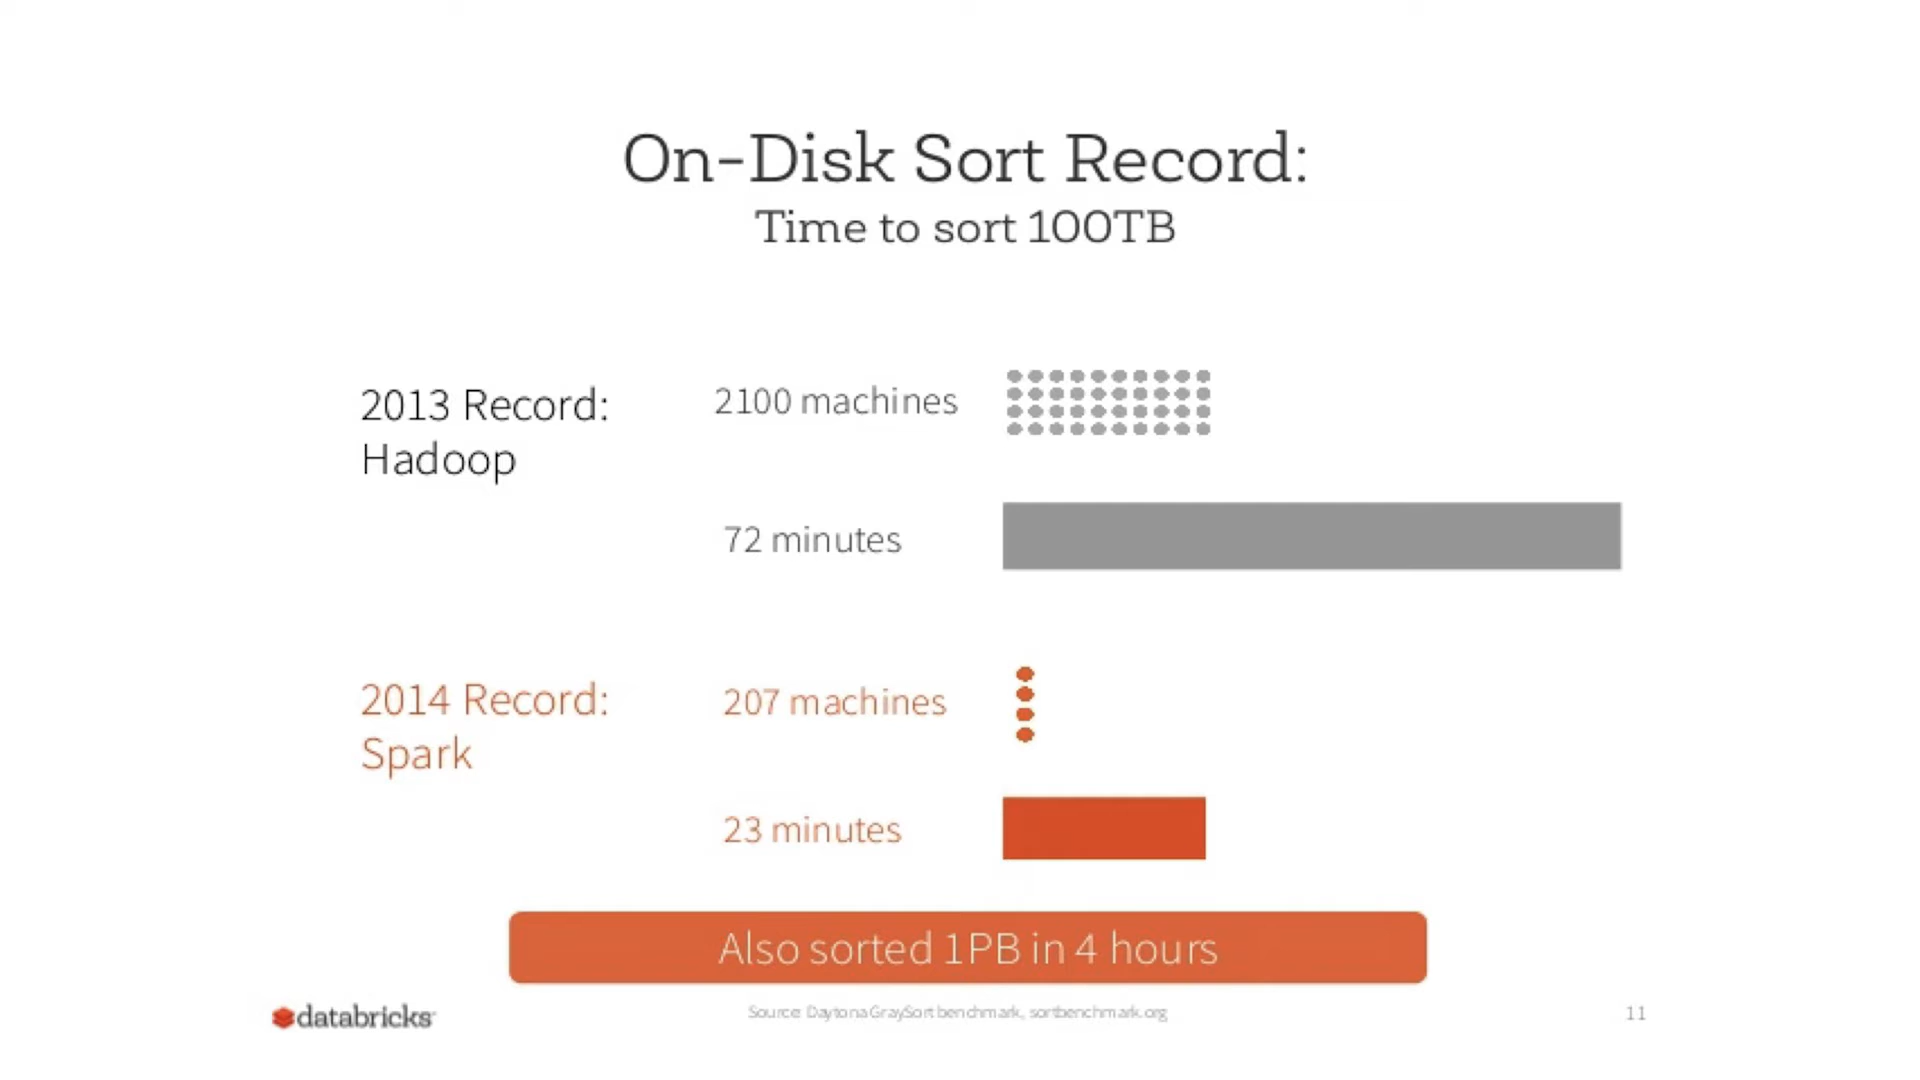 On-Disk Sort Record:
Time to sort 100TB
2013 Record:
Hadoop
2100 machines
72 minutes
2014 Record:
Spark
207 machines
23 minutes
Also sorted 1PB in 4 hours
databricks
Source: Daytona GraySort benchmark, sortbenchmark.org
11